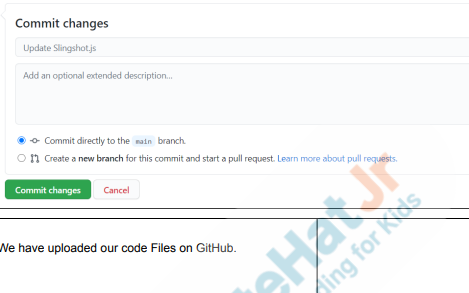 Commit changes
Update Slingshot.js
Add an optional extended description...
Commit directly to the main branch.
Create a new branch for this commit and start a pull request. Learn more about pull requests.
Commit changes Cancel
We have uploaded our code Files on GitHub.
eHat Jr
ding for Kids